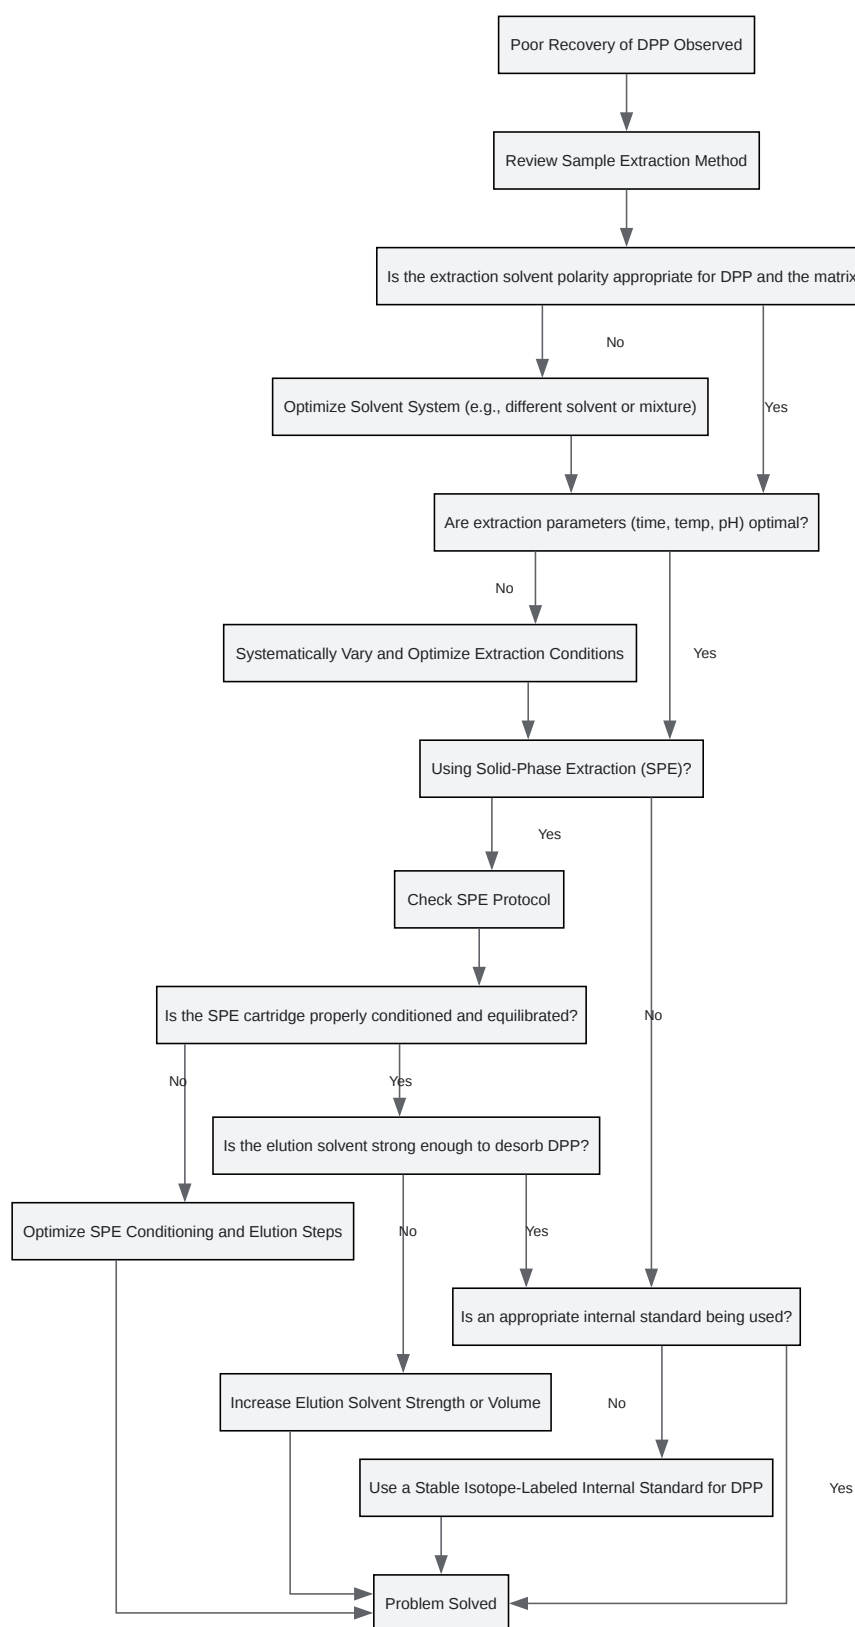 Poor Recovery of DPP Observed
Review Sample Extraction Method
Is the extraction solvent polarity appropriate for DPP and the matrix
No
Optimize Solvent System (e.g., different solvent or mixture)
Yes
Are extraction parameters (time, temp, pH) optimal?
No
Systematically Vary and Optimize Extraction Conditions
Yes
Using Solid-Phase Extraction (SPE)?
Yes
Check SPE Protocol
Is the SPE cartridge properly conditioned and equilibrated?
No
No
Yes
Is the elution solvent strong enough to desorb DPP?
Optimize SPE Conditioning and Elution Steps
No
Yes
Is an appropriate internal standard being used?
Increase Elution Solvent Strength or Volume
No
Use a Stable Isotope-Labeled Internal Standard for DPP
Yes
Problem Solved